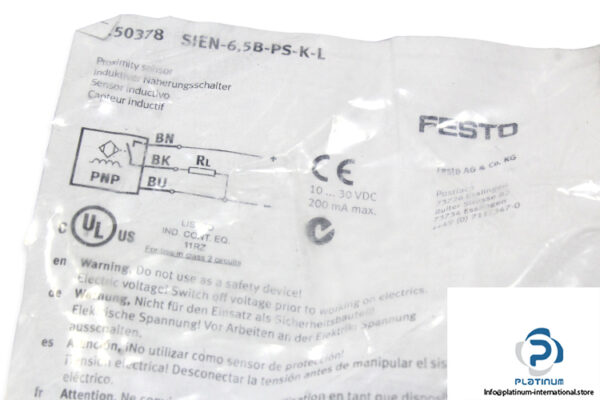 150378 SIEN-6,5B-PS-K-L
Proximity sensor
Induktiver Näherungsschalter
Sensor inductivo
Capteur inductif
FESTO
Festo AG & Co. KG
Postfach
73726 Esslingen
Ruiter Strasse 82
73734 Esslingen
BN
BK RL
BU
PNP
+
-
CE
10 ... 30 VDC
200 mA max.
C UL US
LISTED
IND. CONT. EQ.
11RZ
For use in class 2 circuits
en Warning, Do not use as a safety device!
Electric voltage! Switch off voltage prior to working on electrics.
de Warnung, Nicht für den Einsatz als Sicherheitsbauteil!
Elektrische Spannung! Vor Arbeiten an der Elektrik: Spannung
ausschalten.
es Atención, ¡No utilizar como sensor de protección!
¡Tensión eléctrica! Desconectar la tensión antes de manipular el sis
eléctrico.
fr Attention, Ne
P
PLATINUM
Info@platinum-international.store